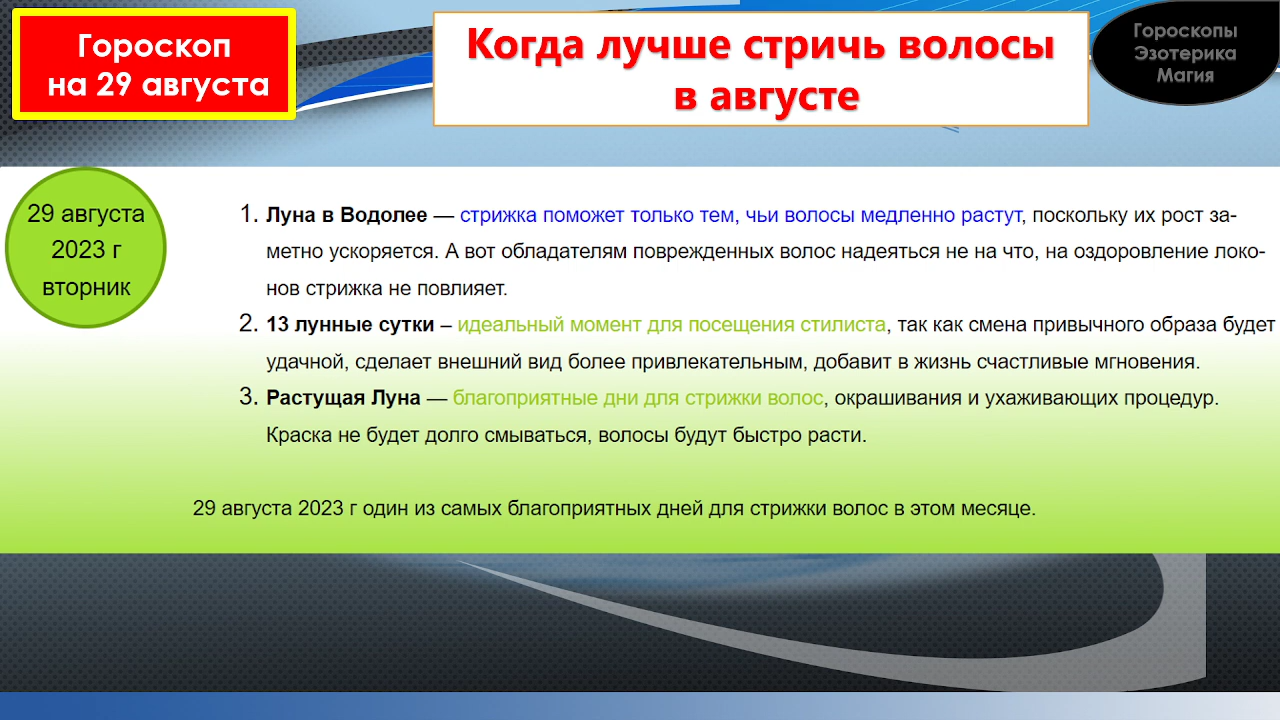 Гороскоп
на 29 августа
Когда лучше стричь волосы
в августе
Гороскопы
Эзотерика
Магия
29 августа
2023 г
вторник
1. Луна в Водолее — стрижка поможет только тем, чьи волосы медленно растут, поскольку их рост за-
метно ускоряется. А вот обладателям поврежденных волос надеяться не на что, на оздоровление локо-
нов стрижка не повлияет.
2. 13 лунные сутки – идеальный момент для посещения стилиста, так как смена привычного образа будет
удачной, сделает внешний вид более привлекательным, добавит в жизнь счастливые мгновения.
3. Растущая Луна — благоприятные дни для стрижки волос, окрашивания и ухаживающих процедур.
Краска не будет долго смываться, волосы будут быстро расти.
29 августа 2023 г один из самых благоприятных дней для стрижки волос в этом месяце.